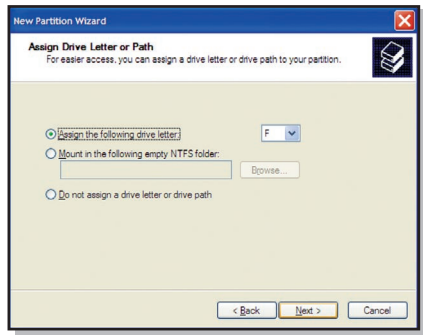 New Partition Wizard
Assign Drive Letter or Path
For easier access, you can assign a drive letter or drive path to your partition.
Assign the following drive letter: F
Mount in the following empty NTFS folder:
Browse...
Do not assign a drive letter or drive path
< Back Next > Cancel